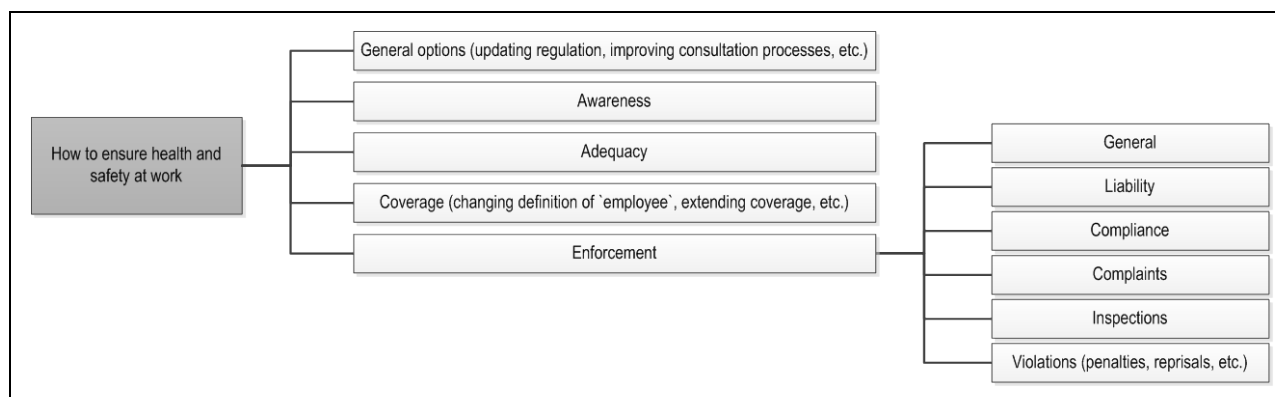 How to ensure health and
safety at work
General options (updating regulation, improving consultation processes, etc.)
Awareness
Adequacy
Coverage (changing definition of `employee`, extending coverage, etc.)
Enforcement
General
Liability
Compliance
Complaints
Inspections
Violations (penalties, reprisals, etc.)